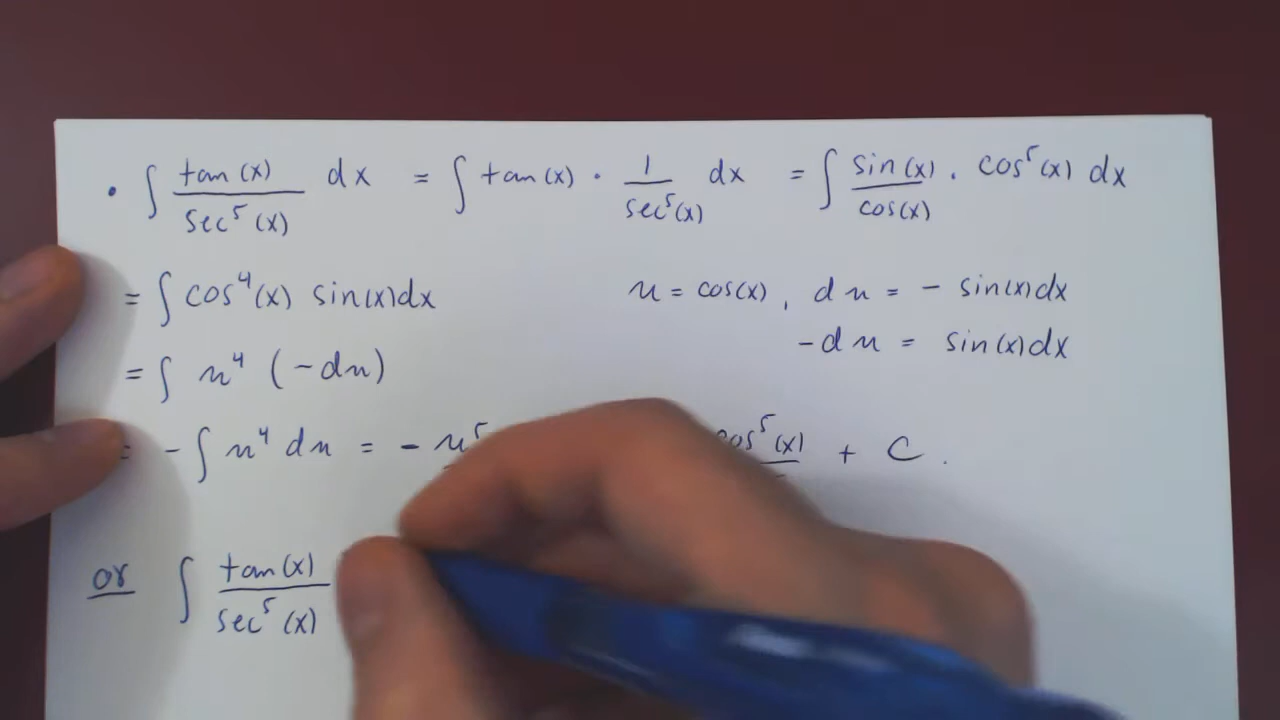 • ∫ tan(x)/sec⁵(x) dx = ∫ tan(x) · 1/sec⁵(x) dx = ∫ sin(x)/cos(x) · cos⁵(x) dx
= ∫ cos⁴(x) sin(x)dx u = cos(x), du = - sin(x)dx
= ∫ u⁴ (-du) -du = sin(x)dx
= - ∫ u⁴ du = - u⁵ cos⁵(x) + C.
or ∫ tan(x)/sec⁵(x)